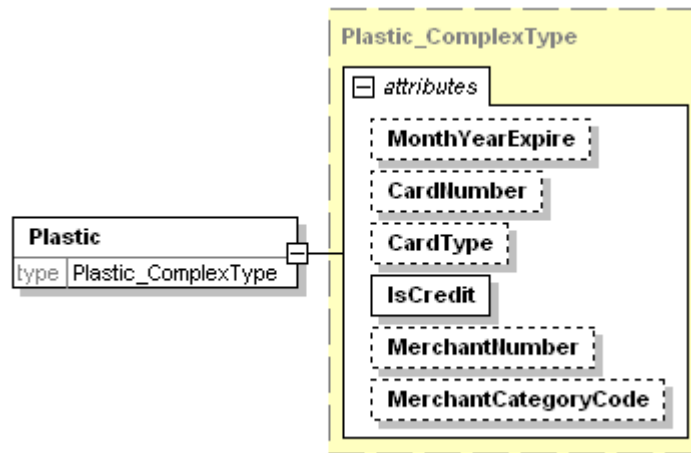 Plastic_ComplexType
attributes
MonthYearExpire
CardNumber
CardType
IsCredit
MerchantNumber
MerchantCategoryCode
Plastic
type Plastic_ComplexType